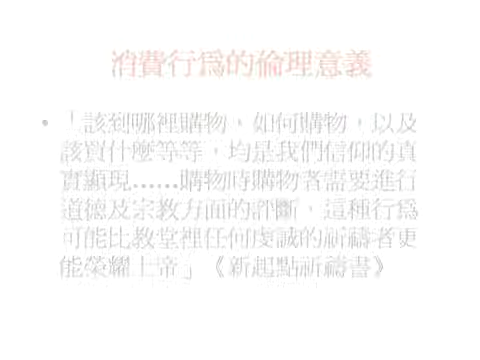 消費行為的倫理意義
• 「該到哪裡購物，如何購物，以及
該買什麼等等，均是我們信仰的真
實顯現……購物時購物者需要進行
道德及宗教方面的評斷，這種行為
可能比教堂裡任何虔誠的祈禱者更
能榮耀上帝」《新起點祈禱書》